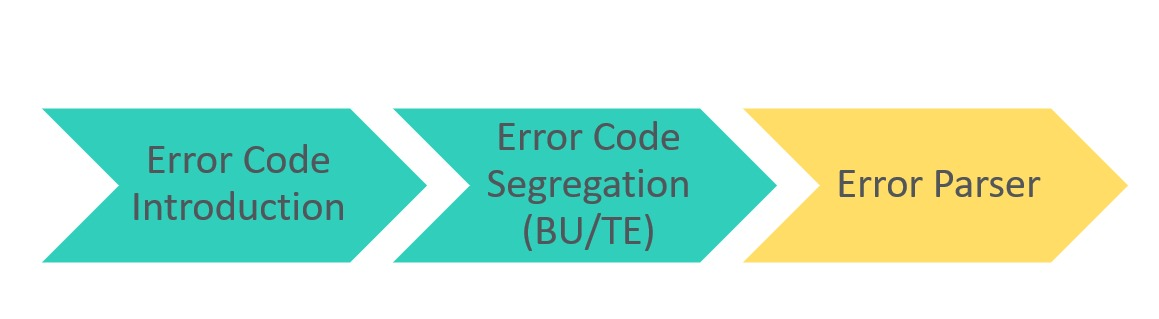 Error Code
Introduction
Error Code
Segregation
(BU/TE)
Error Parser